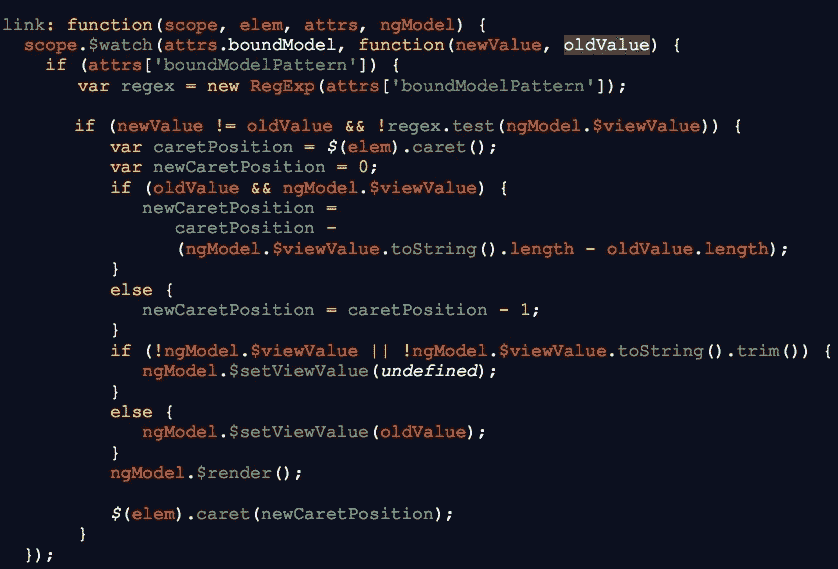 link: function(scope, elem, attrs, ngModel) {
  scope.$watch(attrs.boundModel, function(newValue, oldValue) {
    if (attrs['boundModelPattern']) {
       var regex = new RegExp(attrs['boundModelPattern']);
       if (newValue != oldValue && !regex.test(ngModel.$viewValue)) {
          var caretPosition = $(elem).caret();
          var newCaretPosition = 0;
          if (oldValue && ngModel.$viewValue) {
             newCaretPosition =
                caretPosition -
                (ngModel.$viewValue.toString().length - oldValue.length);
          }
          else {
             newCaretPosition = caretPosition - 1;
          }
          if (!ngModel.$viewValue || !ngModel.$viewValue.toString().trim()) {
             ngModel.$setViewValue(undefined);
          }
          else {
             ngModel.$setViewValue(oldValue);
          }
          ngModel.$render();
          $(elem).caret(newCaretPosition);
       }
  });